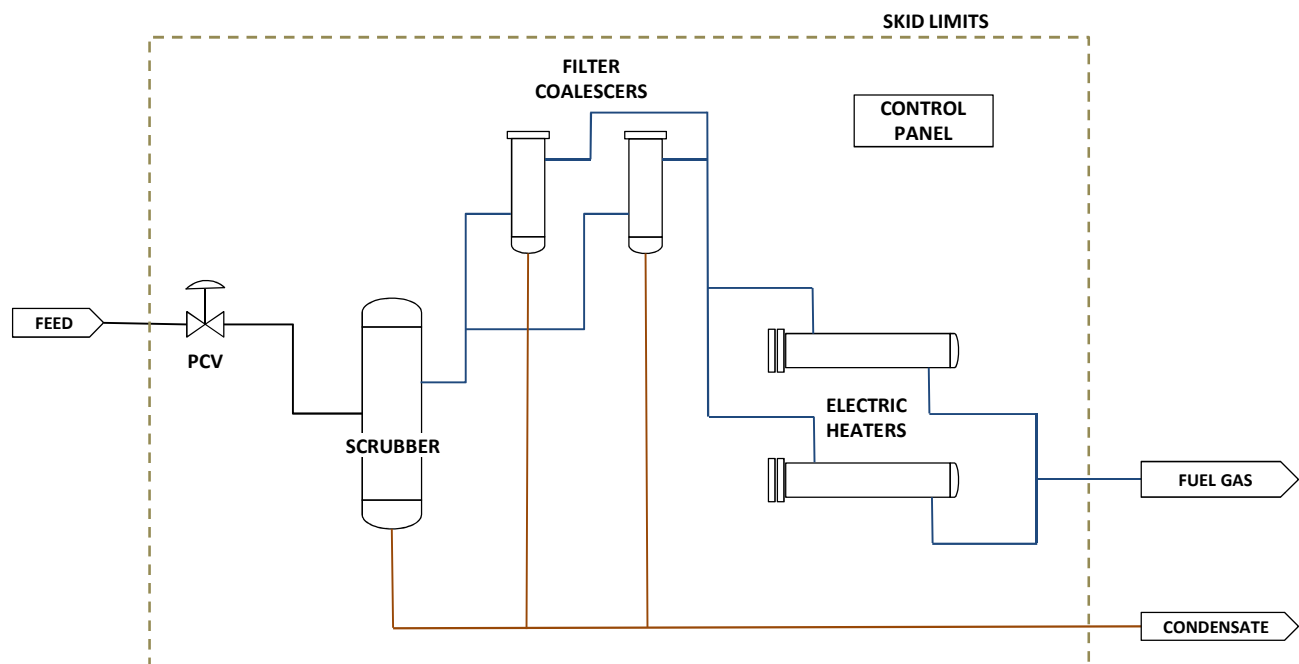 SKID LIMITS
FILTER
COALESCERS
CONTROL
PANEL
FEED
PCV
SCRUBBER
ELECTRIC
HEATERS
FUEL GAS
CONDENSATE